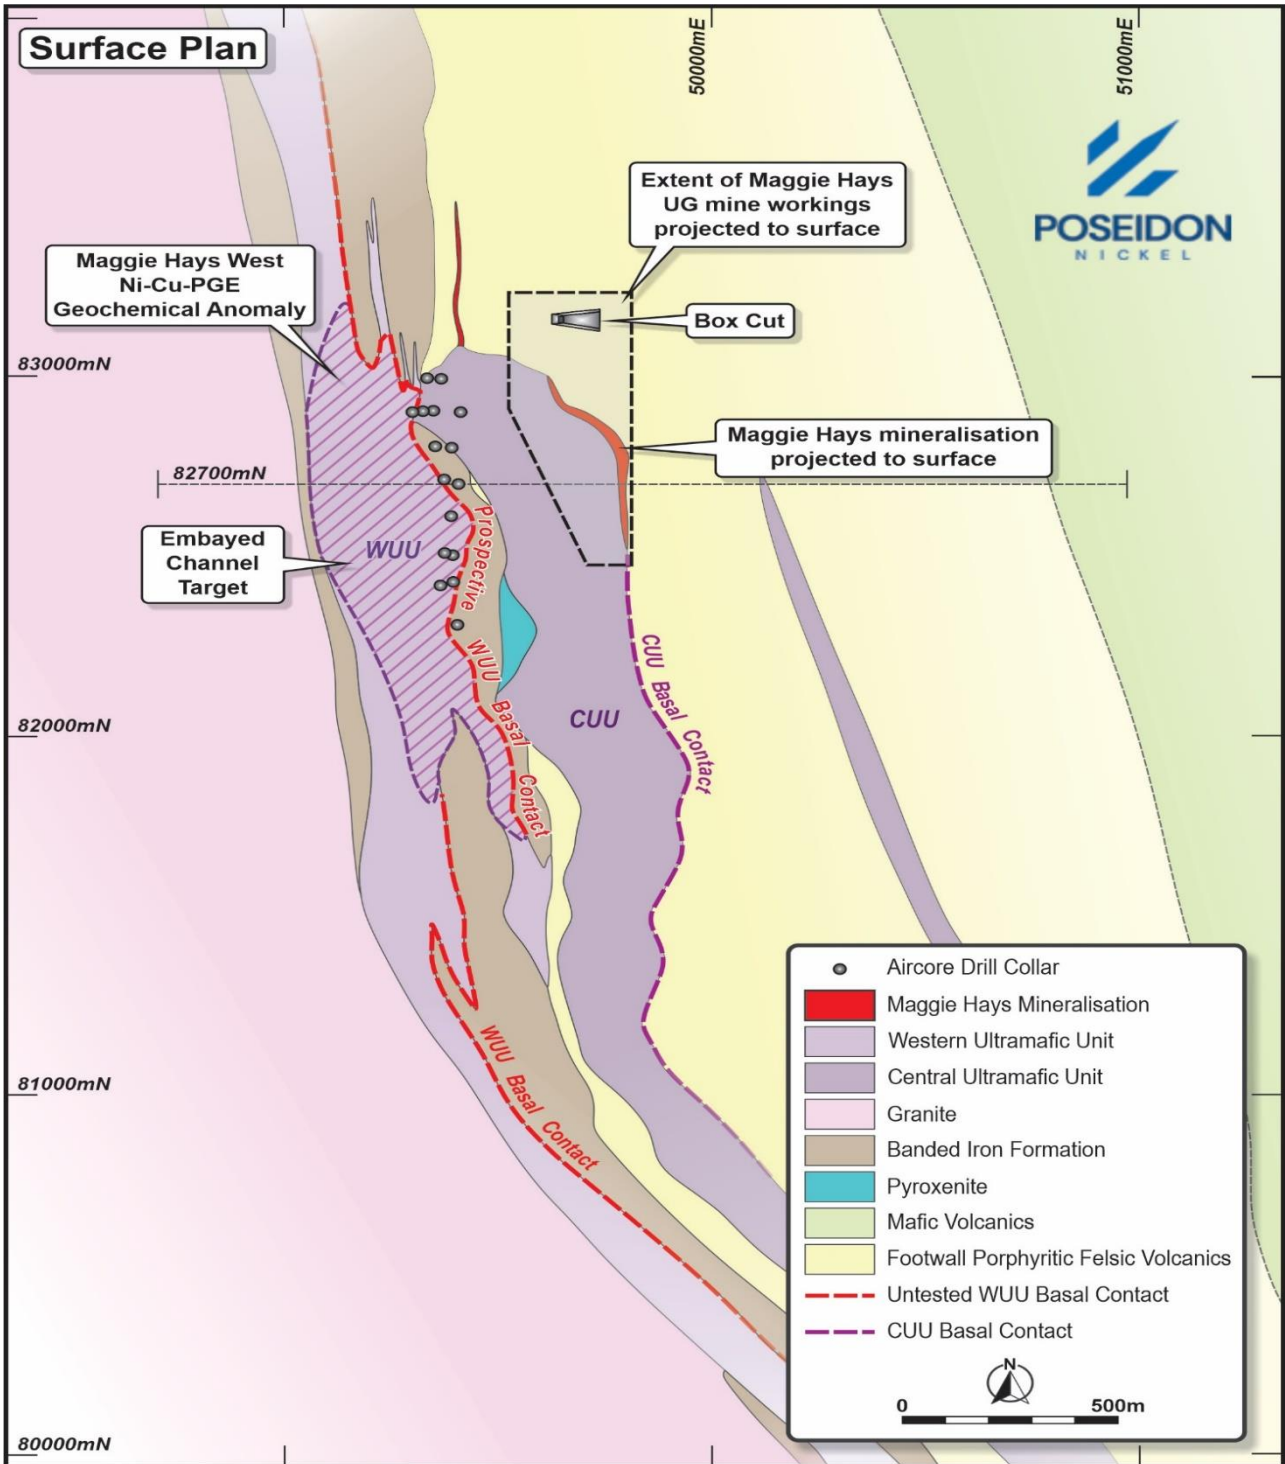 Surface Plan
50000mE
51000mE
POSEIDON
NICKEL
Extent of Maggie Hays
UG mine workings
projected to surface
Maggie Hays West
Ni-Cu-PGE
Geochemical Anomaly
Box Cut
83000mN
Maggie Hays mineralisation
projected to surface
82700mN
Embayed
Channel
Target
WUU
Prospective
WUU
Basal
Contact
CUU Basal Contact
CUU
82000mN
WUU Basal Contact
81000mN
80000mN
Aircore Drill Collar
Maggie Hays Mineralisation
Western Ultramafic Unit
Central Ultramafic Unit
Granite
Banded Iron Formation
Pyroxenite
Mafic Volcanics
Footwall Porphyritic Felsic Volcanics
Untested WUU Basal Contact
CUU Basal Contact
N
0 500m